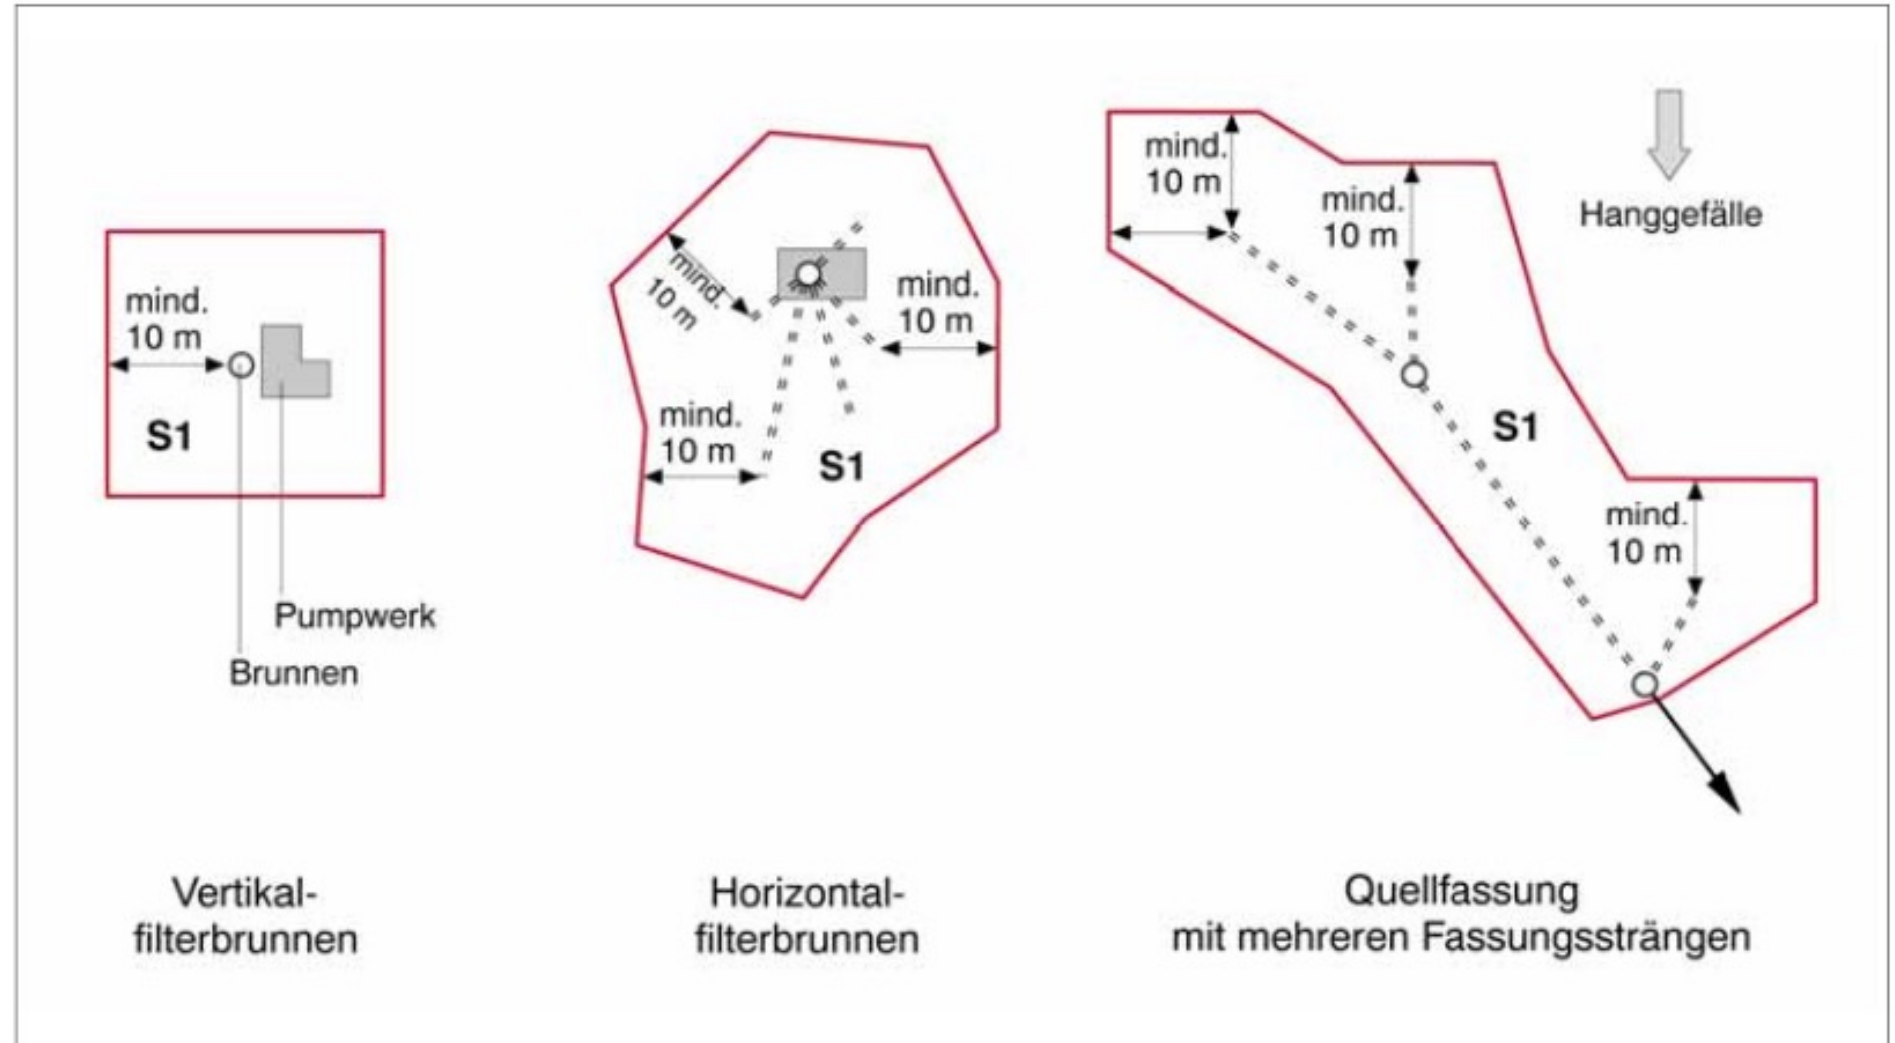 mind.
10 m
S1
Pumpwerk
Brunnen
Vertikal-
filterbrunnen
mind.
10 m
mind.
10 m
mind.
10 m
S1
Horizontal-
filterbrunnen
mind.
10 m
mind.
10 m
Hanggefälle
S1
mind.
10 m
Quellfassung
mit mehreren Fassungssträngen